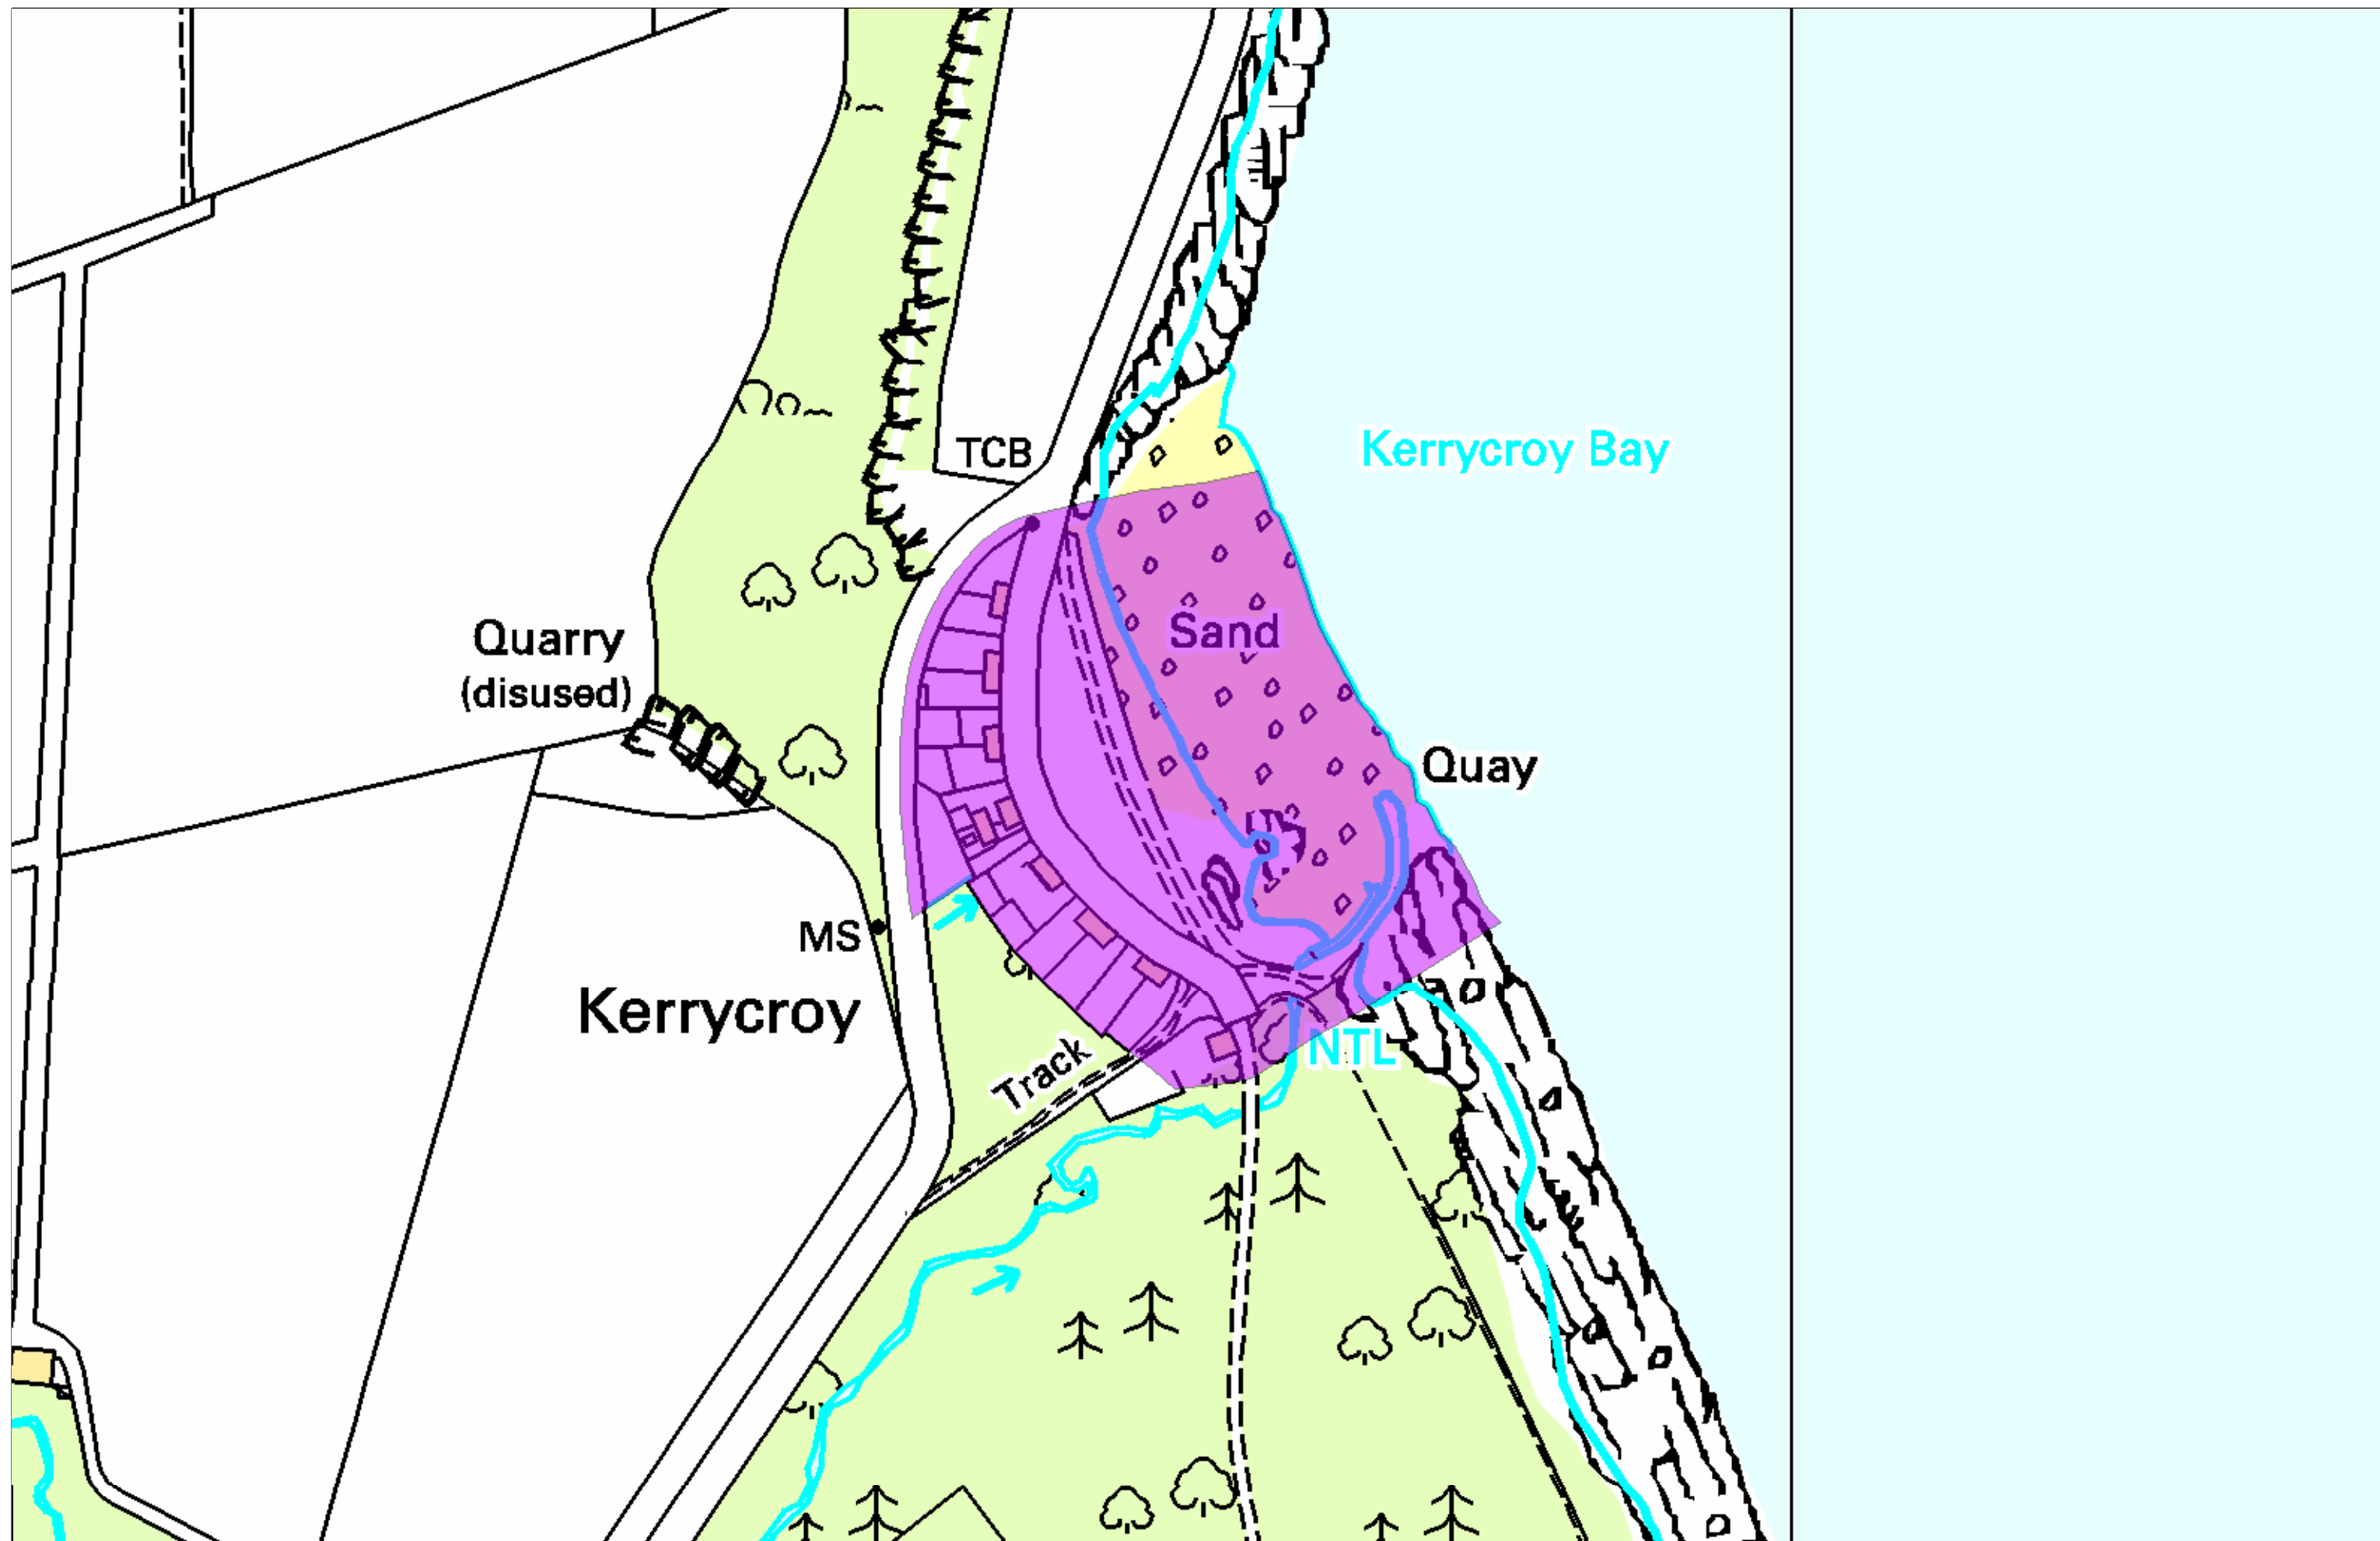 TCB
Kerrycroy Bay
Sand
Quarry
(disused)
Quay
MS
Kerrycroy
NTL
Track